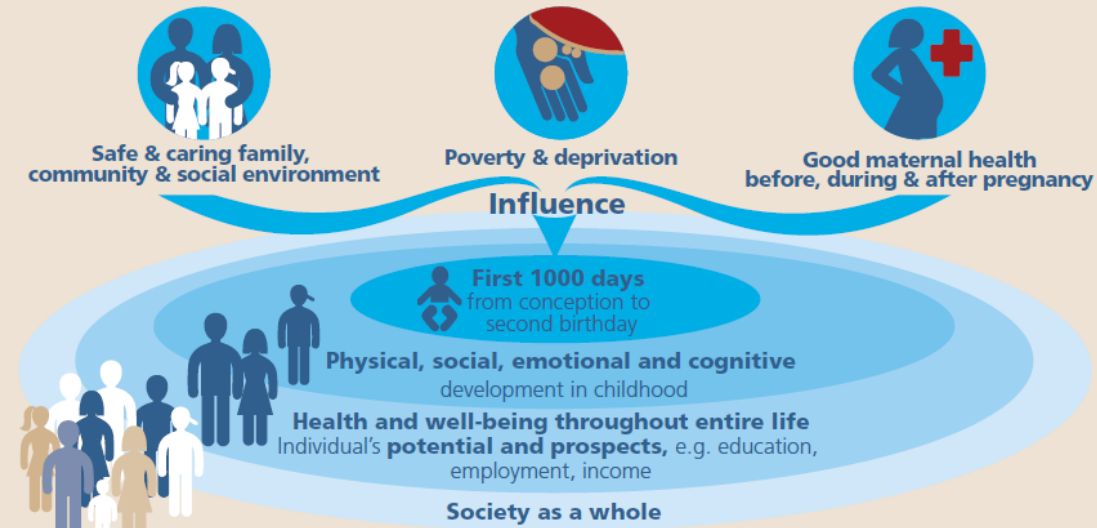 Safe & caring family,
community & social environment
Poverty & deprivation
Good maternal health
before, during & after pregnancy
Influence
First 1000 days
from conception to
second birthday
Physical, social, emotional and cognitive
development in childhood
Health and well-being throughout entire life
Individual's potential and prospects, e.g. education,
employment, income
Society as a whole